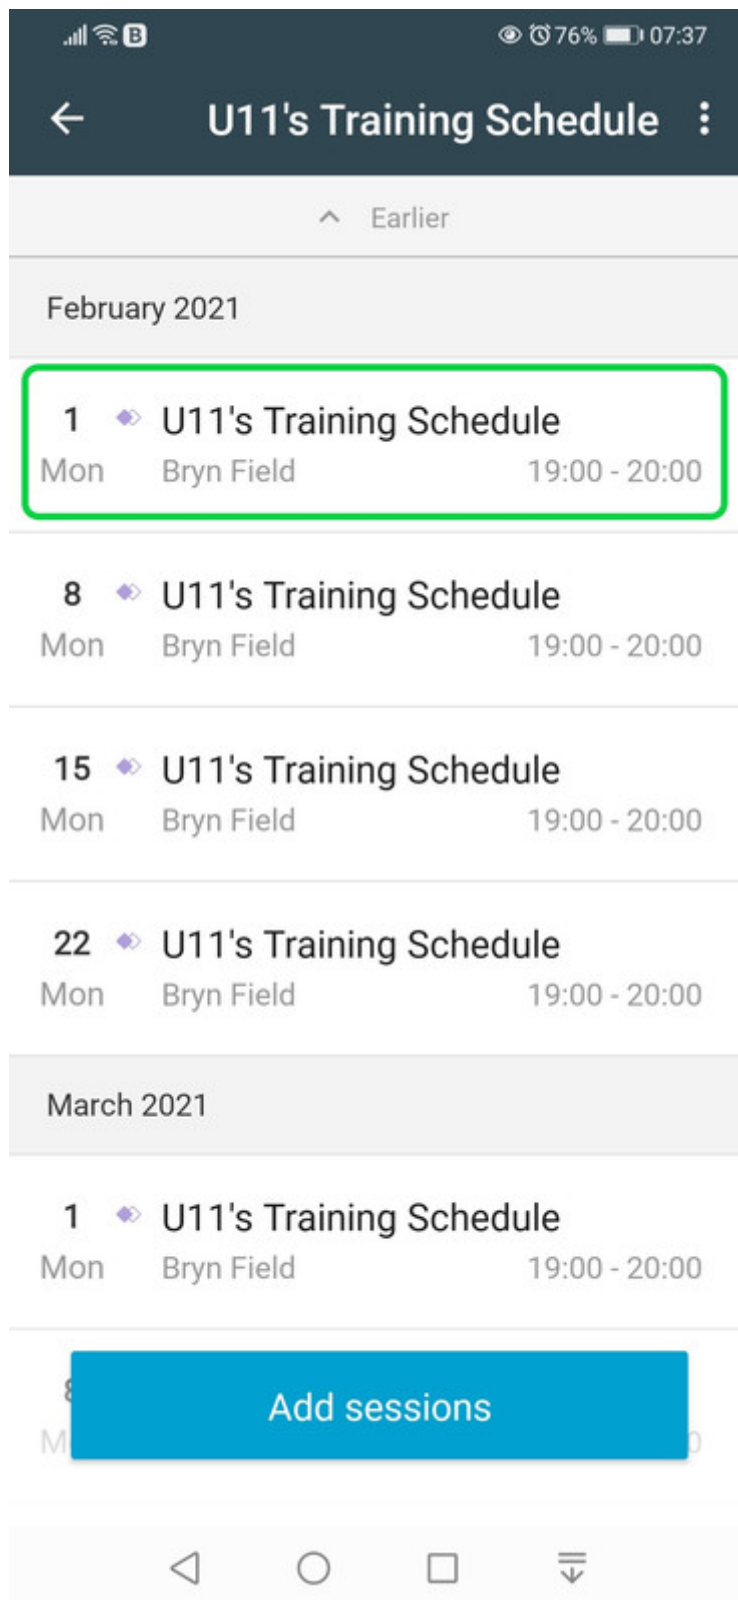 B 76% 07:37
U11's Training Schedule
Earlier
February 2021
1 U11's Training Schedule
Mon Bryn Field 19:00 - 20:00
8 U11's Training Schedule
Mon Bryn Field 19:00 - 20:00
15 U11's Training Schedule
Mon Bryn Field 19:00 - 20:00
22 U11's Training Schedule
Mon Bryn Field 19:00 - 20:00
March 2021
1 U11's Training Schedule
Mon Bryn Field 19:00 - 20:00
Add sessions